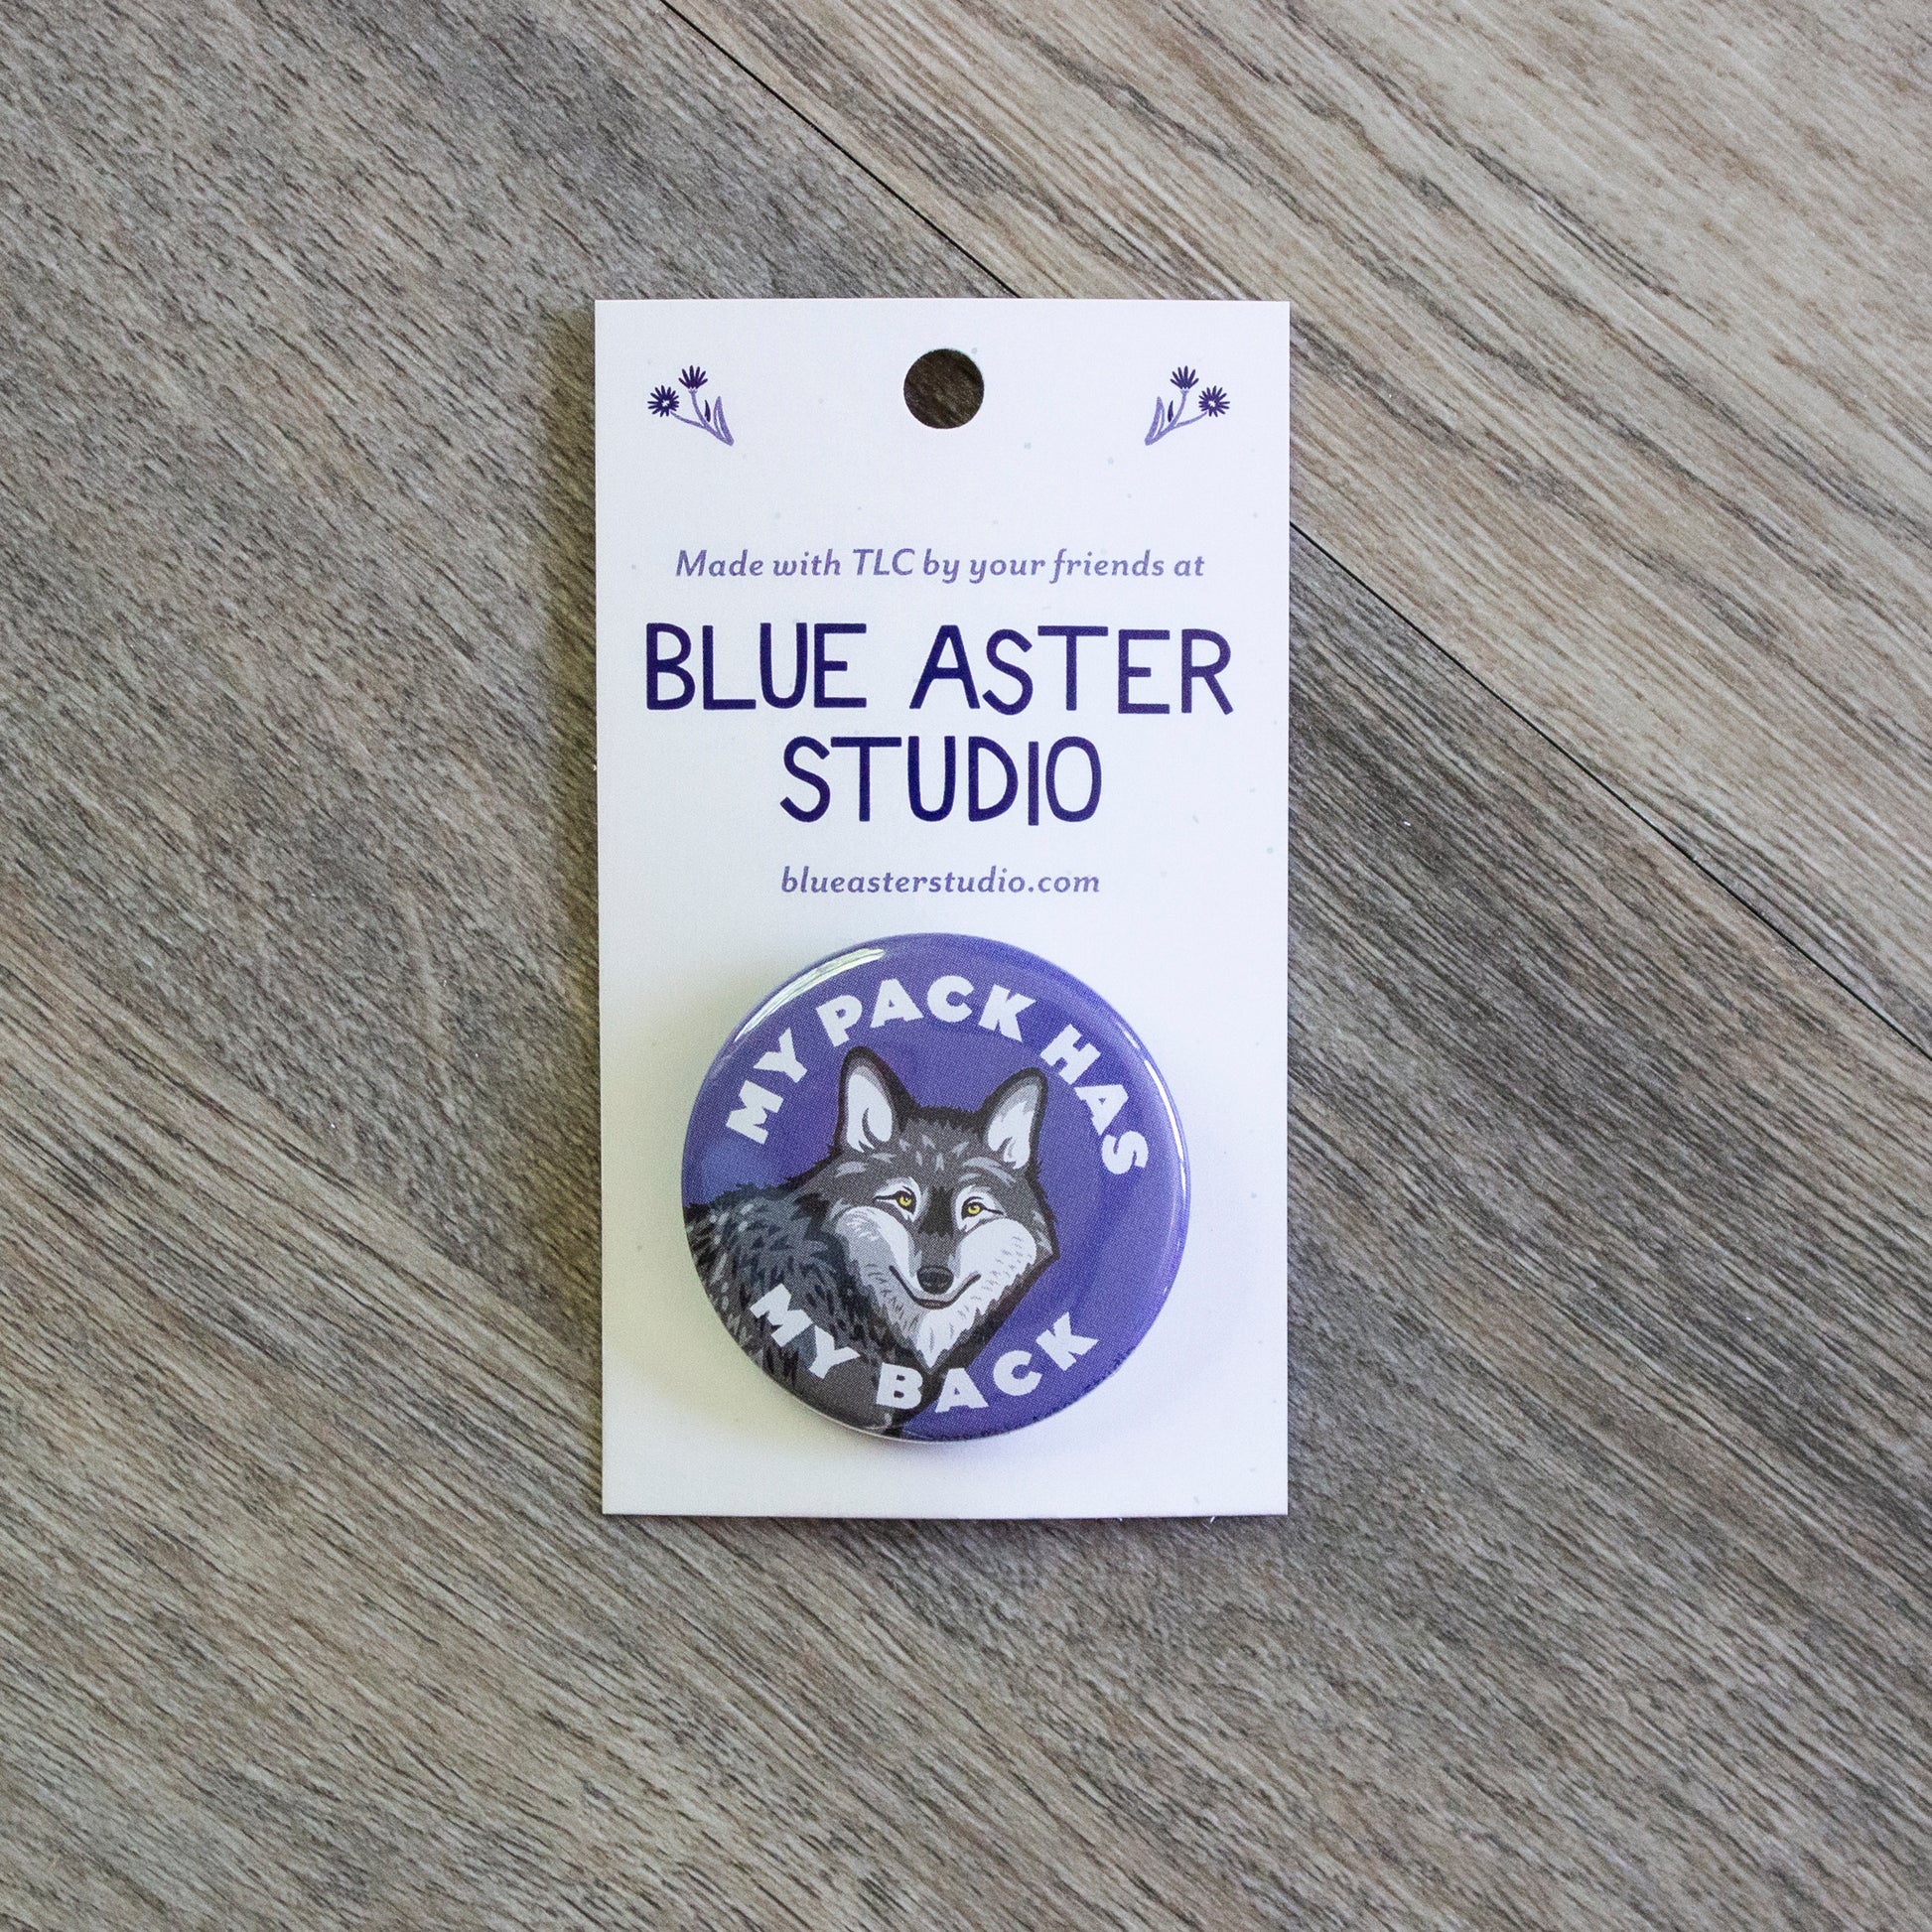 Made with TLC by your friends at
BLUE ASTER
STUDIO
blueasterstudio.com
MY PACK HAS
MY BACK